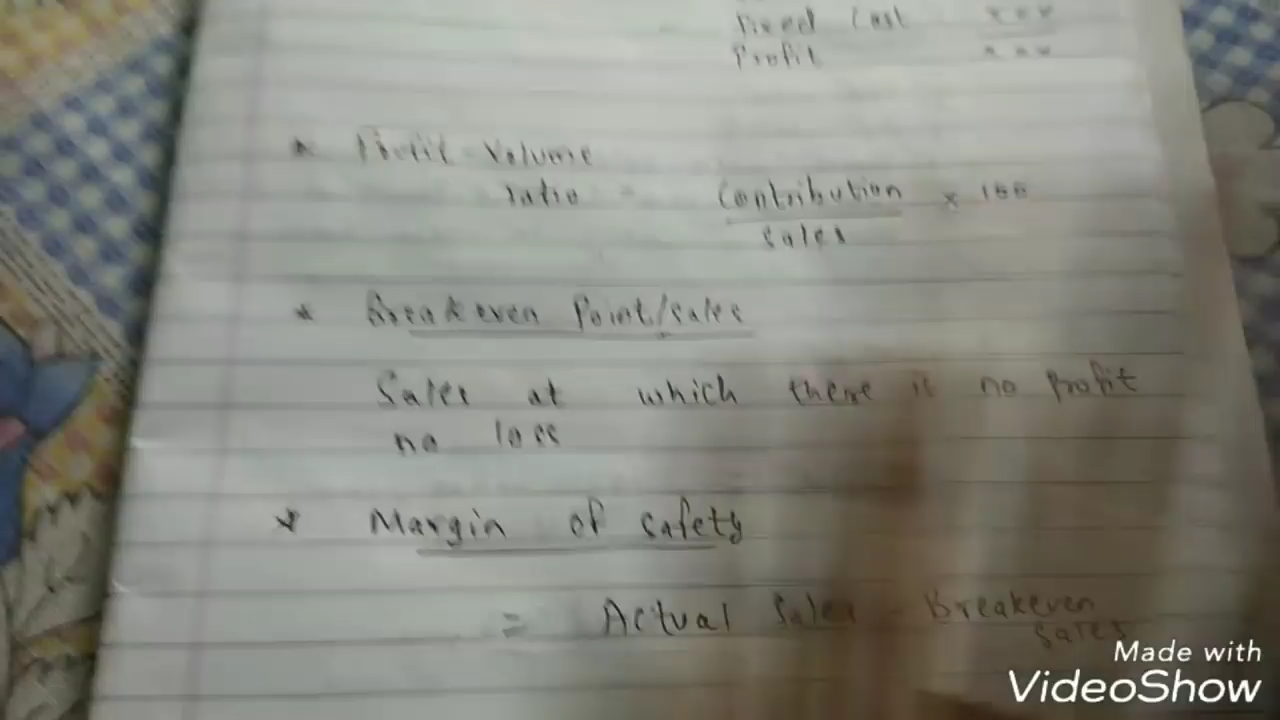 Fixed Cost xxx
Profit xxx
* Profit-Volume
ratio = Contribution x 100
sales
* Breakeven Point/sales
Sales at which there is no Profit
no loss
* Margin of safety
= Actual Sales - Breakeven
sales
Made with
VideoShow